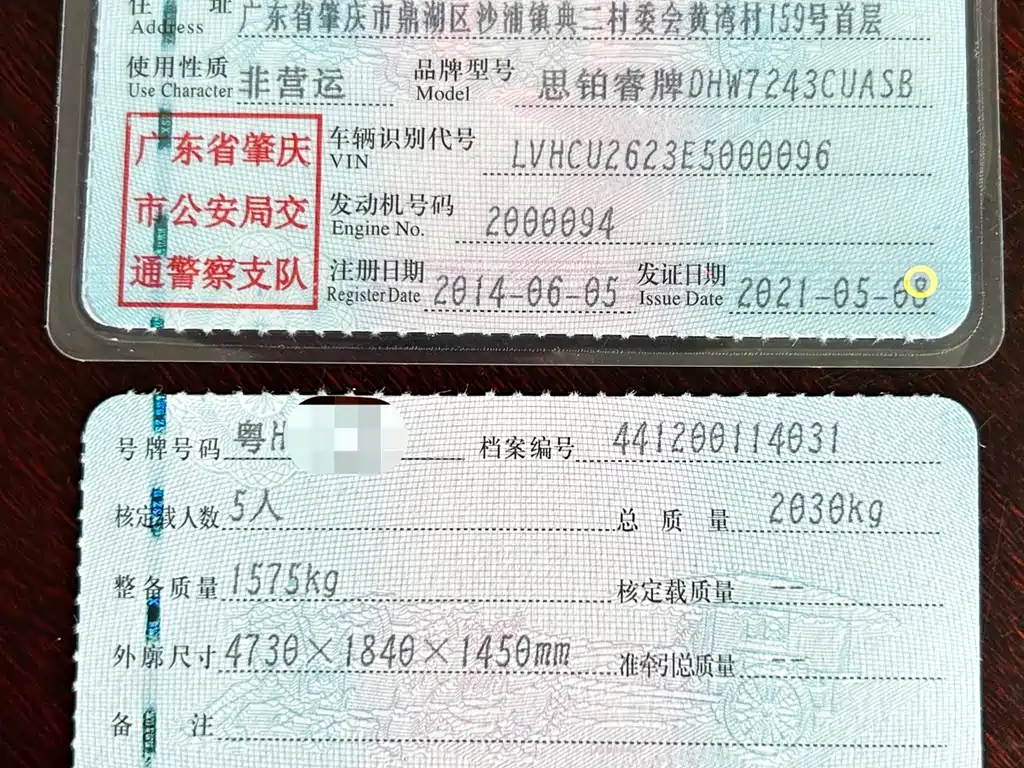 住 址 广东省肇庆市鼎湖区沙浦镇典二村委会黄湾村159号首层
Address
使用性质 非营运 品牌型号 思铂睿牌DHW7243CUASB
Use Character Model
广东省肇庆
市公安局交
通警察支队
车辆识别代号 LVHCU2623E5000096
VIN
发动机号码 2000094
Engine No.
注册日期 2014-06-05 发证日期 2021-05-08
Register Date Issue Date
号牌号码 粤H 档案编号 441200114031
核定载人数 5人 总 质 量 2030kg
整备质量 1575kg 核定载质量 --
外廓尺寸 4730×1840×1450mm 准牵引总质量 --
备 注